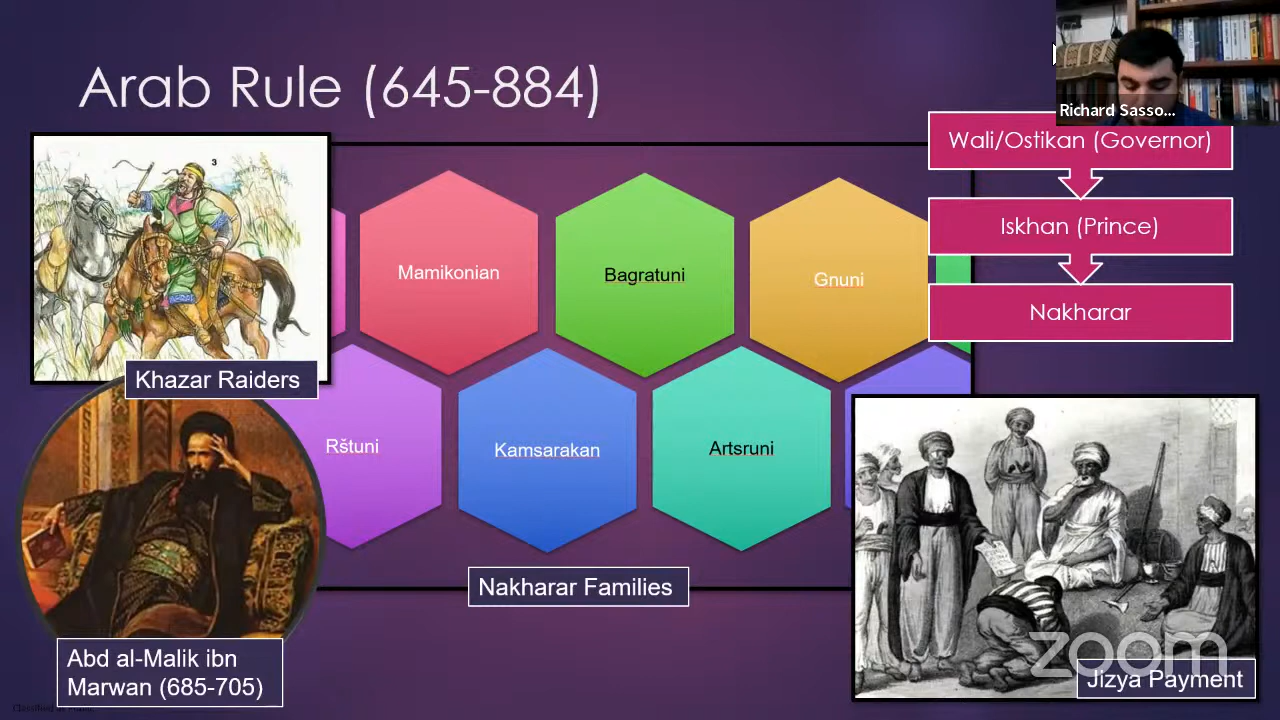 Arab Rule (645-884)
Richard Sasso...
Wali/Ostikan (Governor)
Iskhan (Prince)
Nakharar
3
Mamikonian
Bagratuni
Gnuni
Khazar Raiders
Rštuni
Kamsarakan
Artsruni
Nakharar Families
Abd al-Malik ibn
Marwan (685-705)
zoom
Jizya Payment